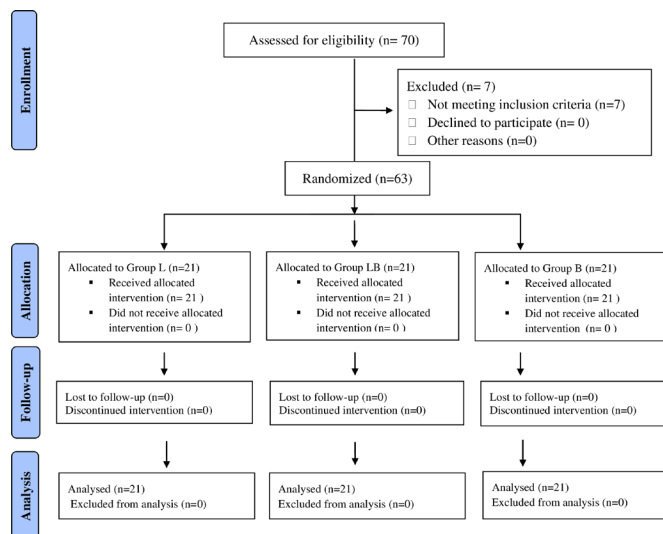 Enrollment
Assessed for eligibility (n= 70)
Excluded (n= 7)
Not meeting inclusion criteria (n=7)
Declined to participate (n= 0)
Other reasons (n=0)
Randomized (n=63)
Allocation
Allocated to Group L (n=21)
▪ Received allocated
intervention (n= 21 )
▪ Did not receive allocated
intervention (n= 0 )
Allocated to Group LB (n=21)
▪ Received allocated
intervention (n= 21 )
▪ Did not receive allocated
intervention (n= 0 )
Allocated to Group B (n=21)
▪ Received allocated
intervention (n= 21 )
▪ Did not receive allocated
intervention (n= 0 )
Follow-up
Lost to follow-up (n=0)
Discontinued intervention (n=0)
Lost to follow-up (n=0)
Discontinued intervention (n=0)
Lost to follow-up (n=0)
Discontinued intervention (n=0)
Analysis
Analysed (n=21)
Excluded from analysis (n=0)
Analysed (n=21)
Excluded from analysis (n=0)
Analysed (n=21)
Excluded from analysis (n=0)